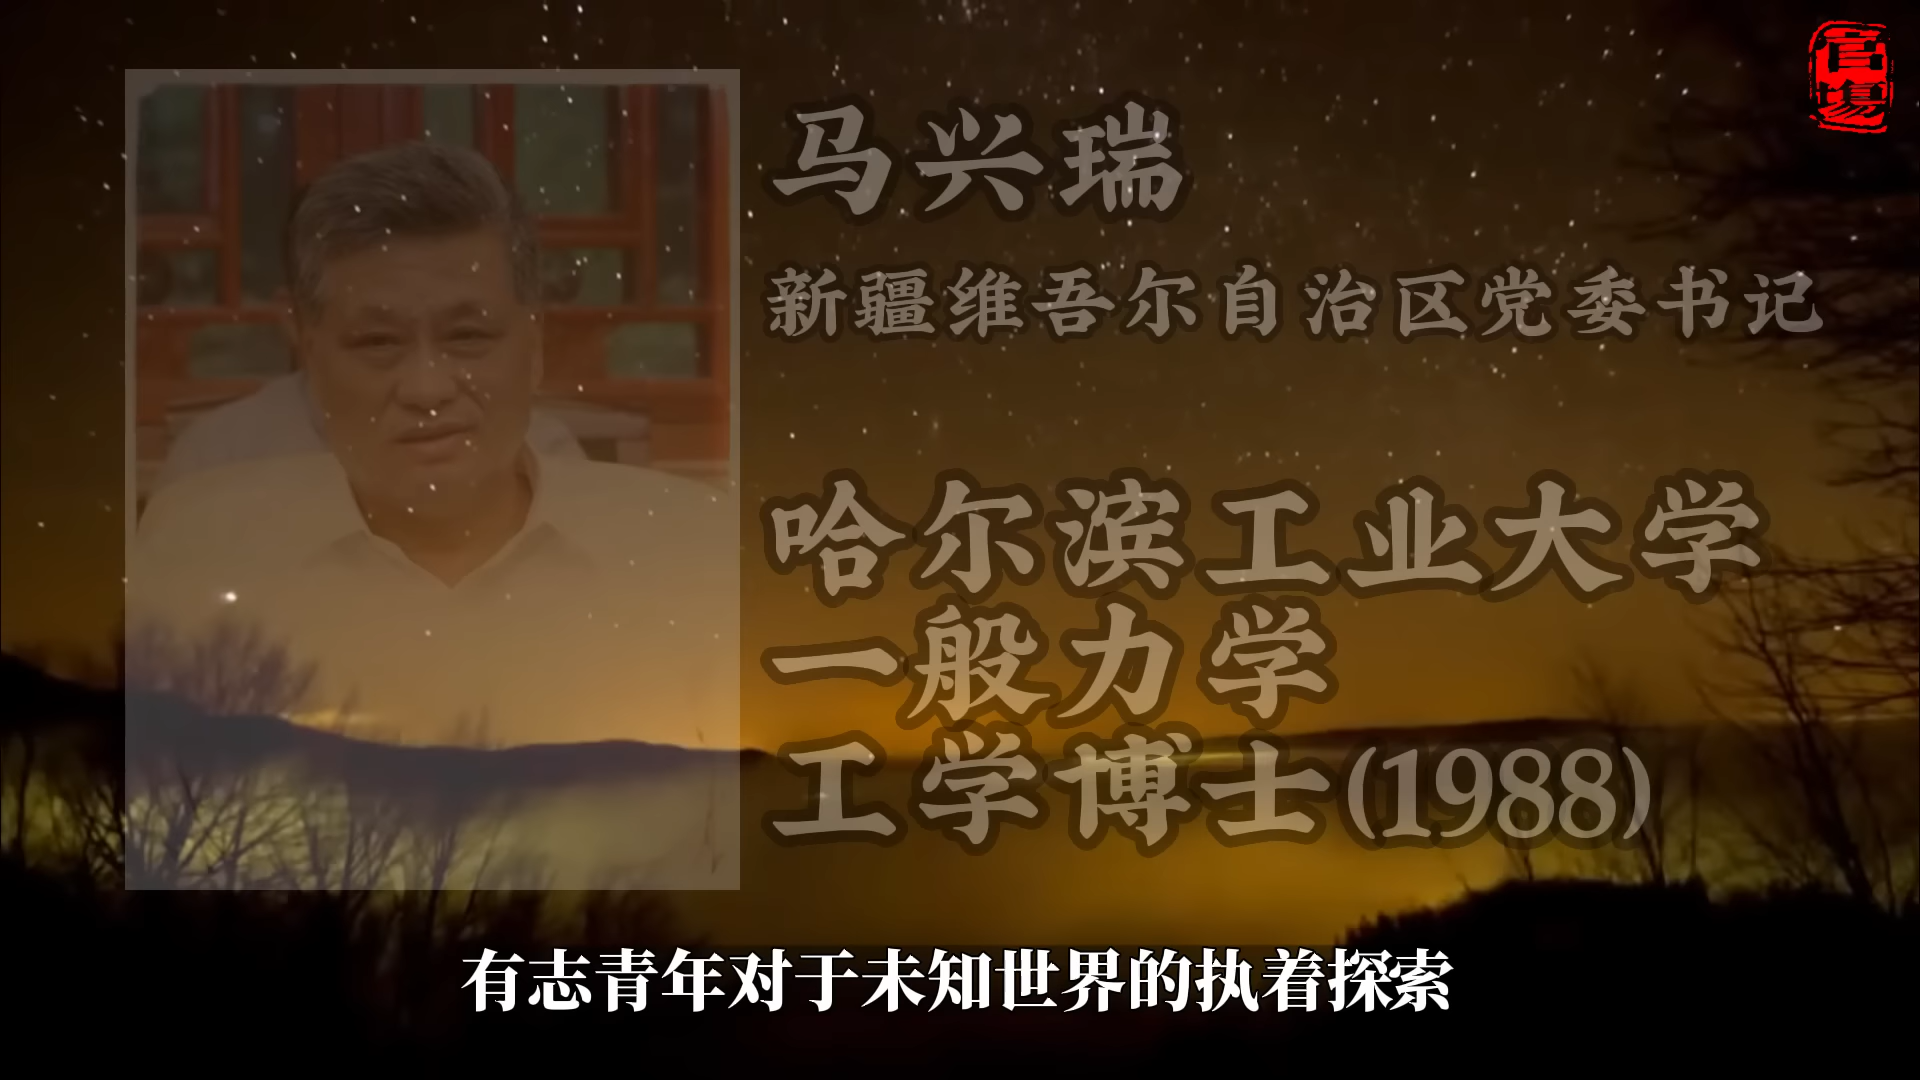 官場
马兴瑞
新疆维吾尔自治区党委书记
哈尔滨工业大学
一般力学
工学博士(1988)
有志青年对于未知世界的执着探索